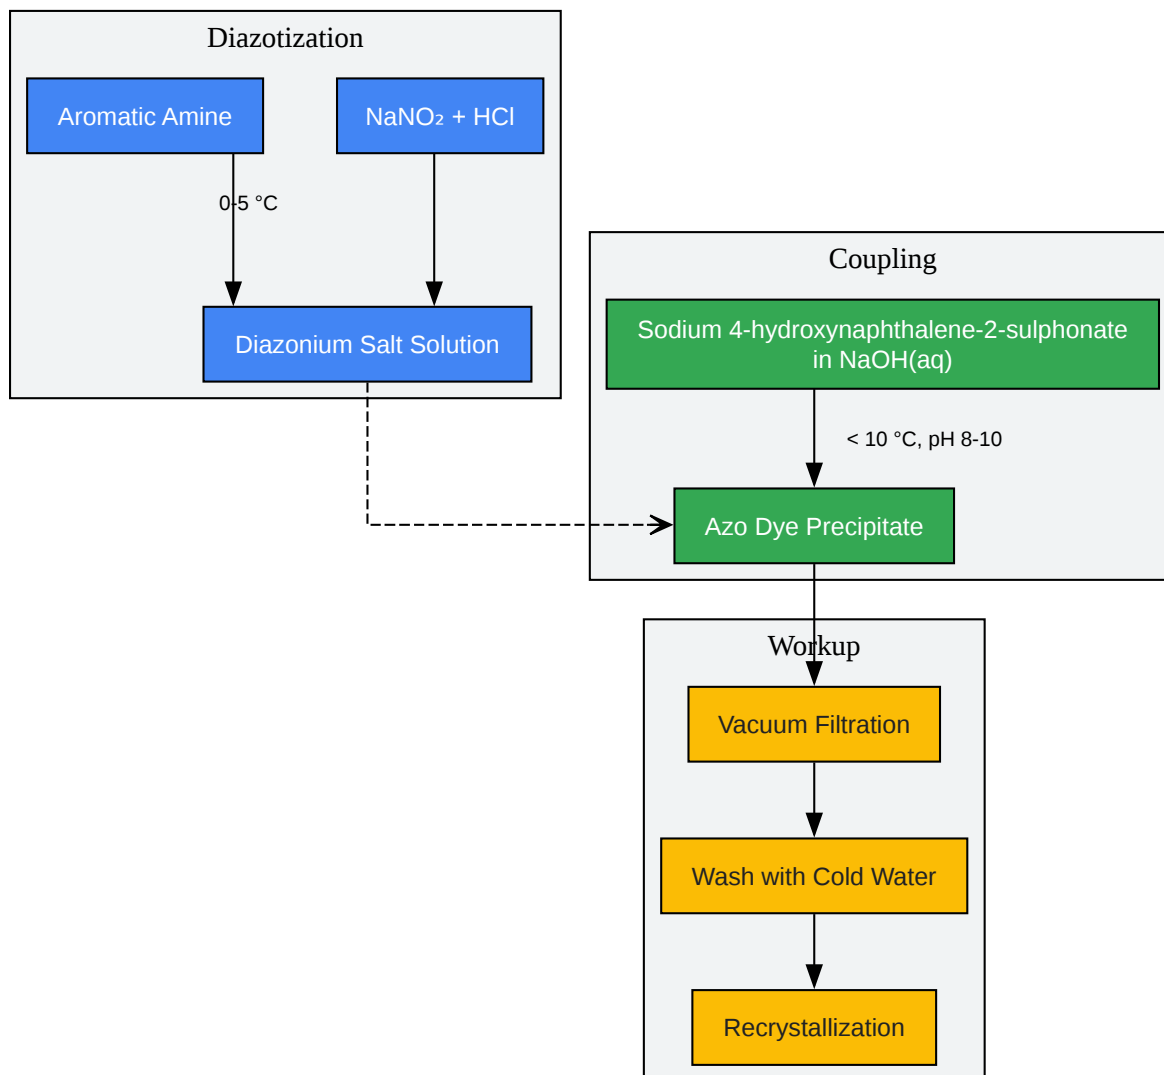 Diazotization
Aromatic Amine
NaNO₂ + HCl
0-5 °C
Diazonium Salt Solution
Coupling
Sodium 4-hydroxynaphthalene-2-sulphonate
in NaOH(aq)
< 10 °C, pH 8-10
Azo Dye Precipitate
Workup
Vacuum Filtration
Wash with Cold Water
Recrystallization